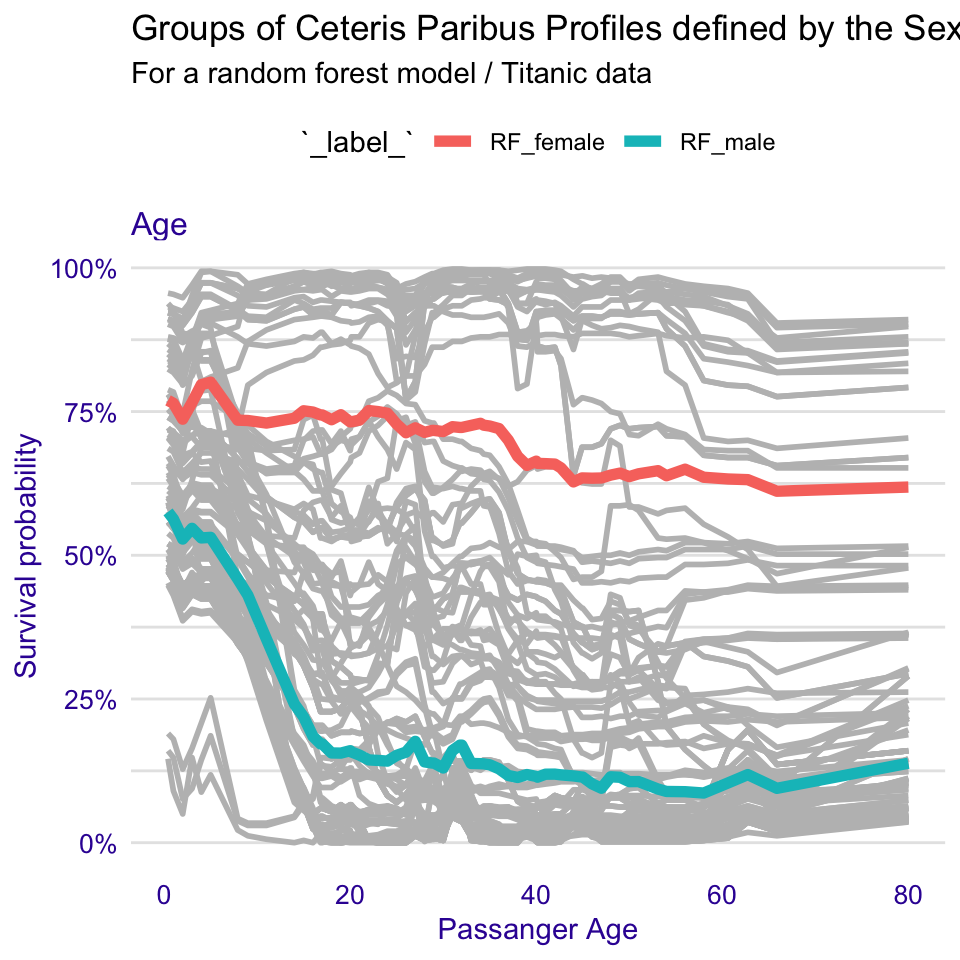 Groups of Ceteris Paribus Profiles defined by the Sex
For a random forest model / Titanic data
`_label_` RF_female RF_male
Age
100%
75%
50%
25%
0%
Survival probability
0 20 40 60 80
Passanger Age